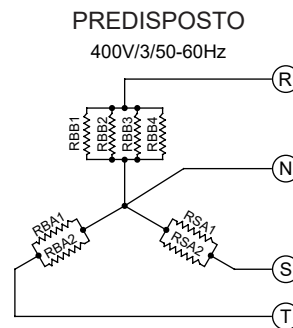 PREDISPOSTO
400V/3/50-60Hz
R
RBB1
RBB2
RBB3
RBB4
N
RBA1
RBA2
RSA1
RSA2
S
T